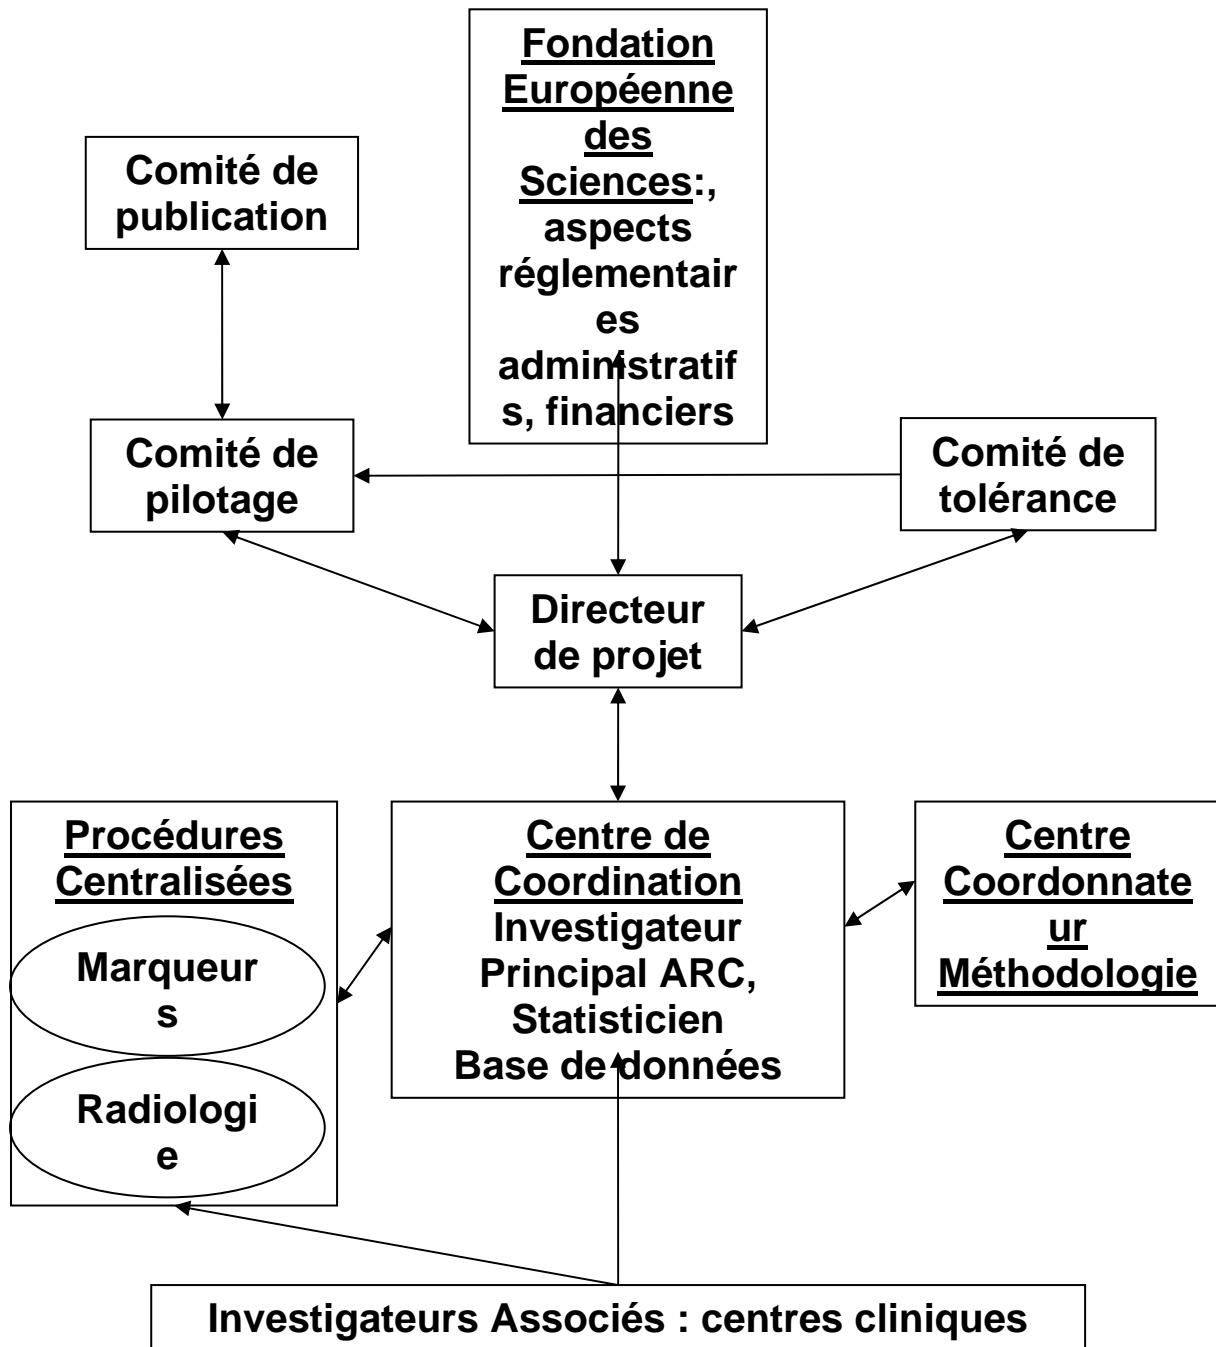 Fondation
Européenne
des
Sciences:,
aspects
réglementair
es
administratif
s, financiers
Comité de
publication
Comité de
pilotage
Comité de
tolérance
Directeur
de projet
Procédures
Centralisées
Marqueur
s
Radiologi
e
Centre de
Coordination
Investigateur
Principal ARC,
Statisticien
Base de données
Centre
Coordonnate
ur
Méthodologie
Investigateurs Associés : centres cliniques